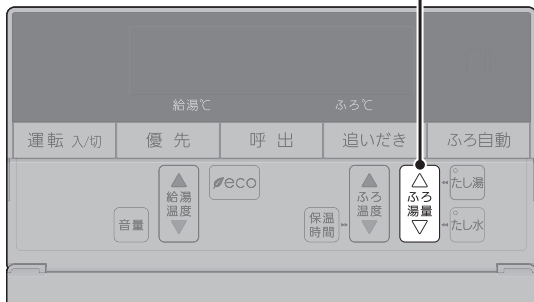 給湯℃ ふろ℃
運転 入/切 優先 呼出 追いだき ふろ自動
eco
△
給湯
温度
▽
音量
保温
時間
△
ふろ
温度
▽
△
ふろ
湯量
▽
たし湯
たし水